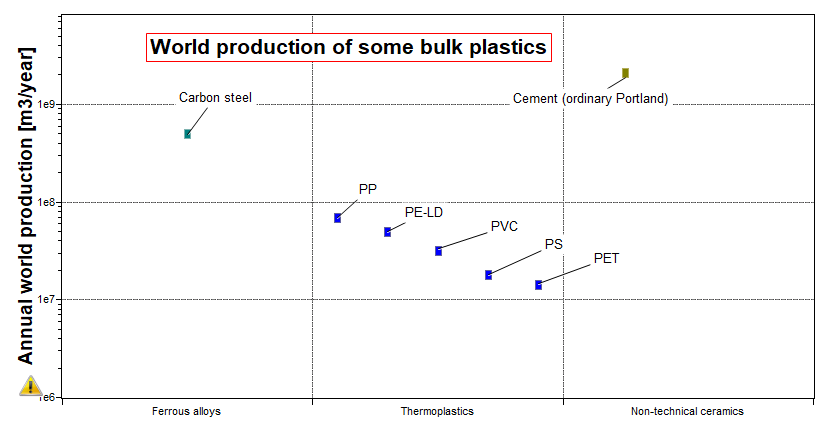 World production of some bulk plastics
Annual world production [m3/year]
1e9
1e8
1e7
1e6
Carbon steel
Cement (ordinary Portland)
PP
PE-LD
PVC
PS
PET
Ferrous alloys
Thermoplastics
Non-technical ceramics